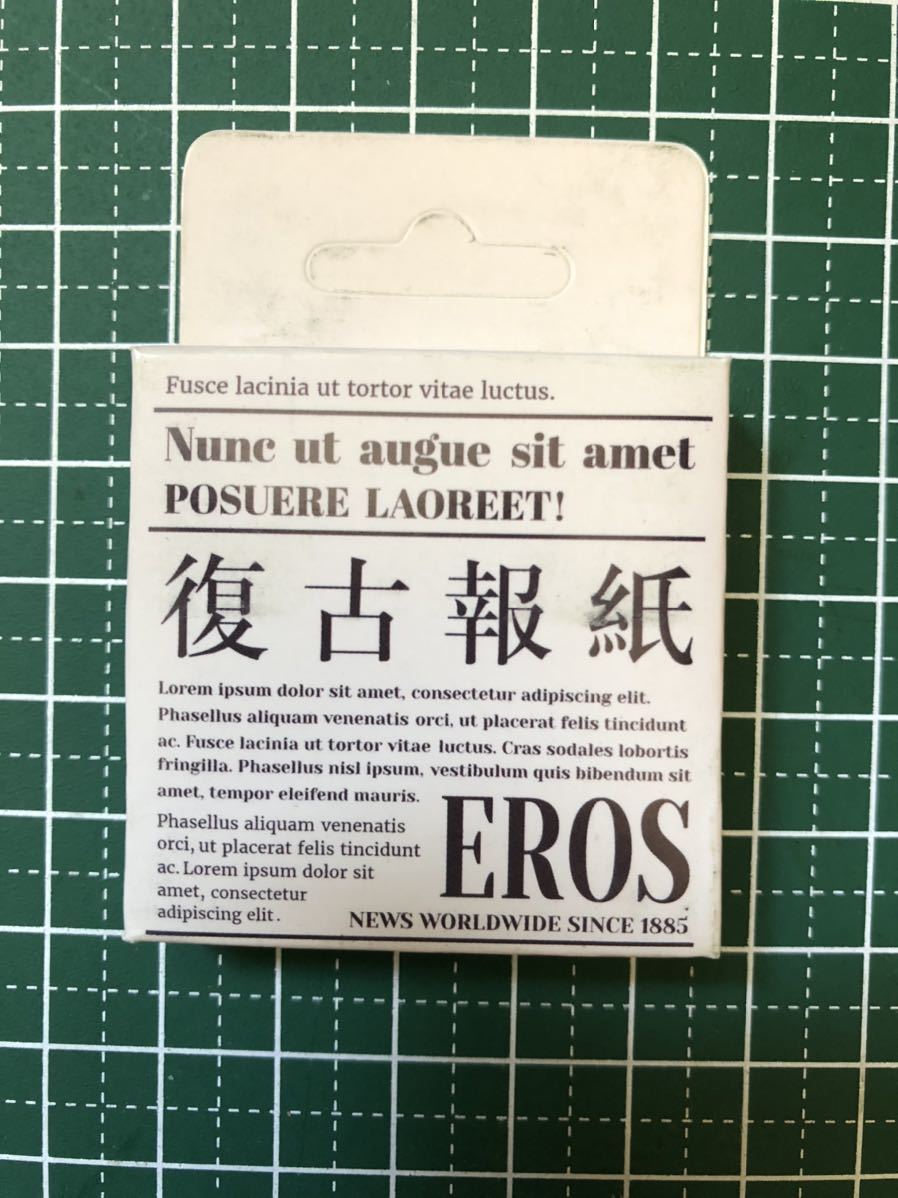 Fusce lacinia ut tortor vitae luctus.
Nunc ut augue sit amet
POSUERE LAOREET!
復古報紙
Lorem ipsum dolor sit amet, consectetur adipiscing elit.
Phasellus aliquam venenatis orci, ut placerat felis tincidunt
ac. Fusce lacinia ut tortor vitae luctus. Cras sodales lobortis
fringilla. Phasellus nisl ipsum, vestibulum quis bibendum sit
amet, tempor eleifend mauris.
Phasellus aliquam venenatis
orci, ut placerat felis tincidunt
ac. Lorem ipsum dolor sit
amet, consectetur
adipiscing elit.
EROS
NEWS WORLDWIDE SINCE 1885